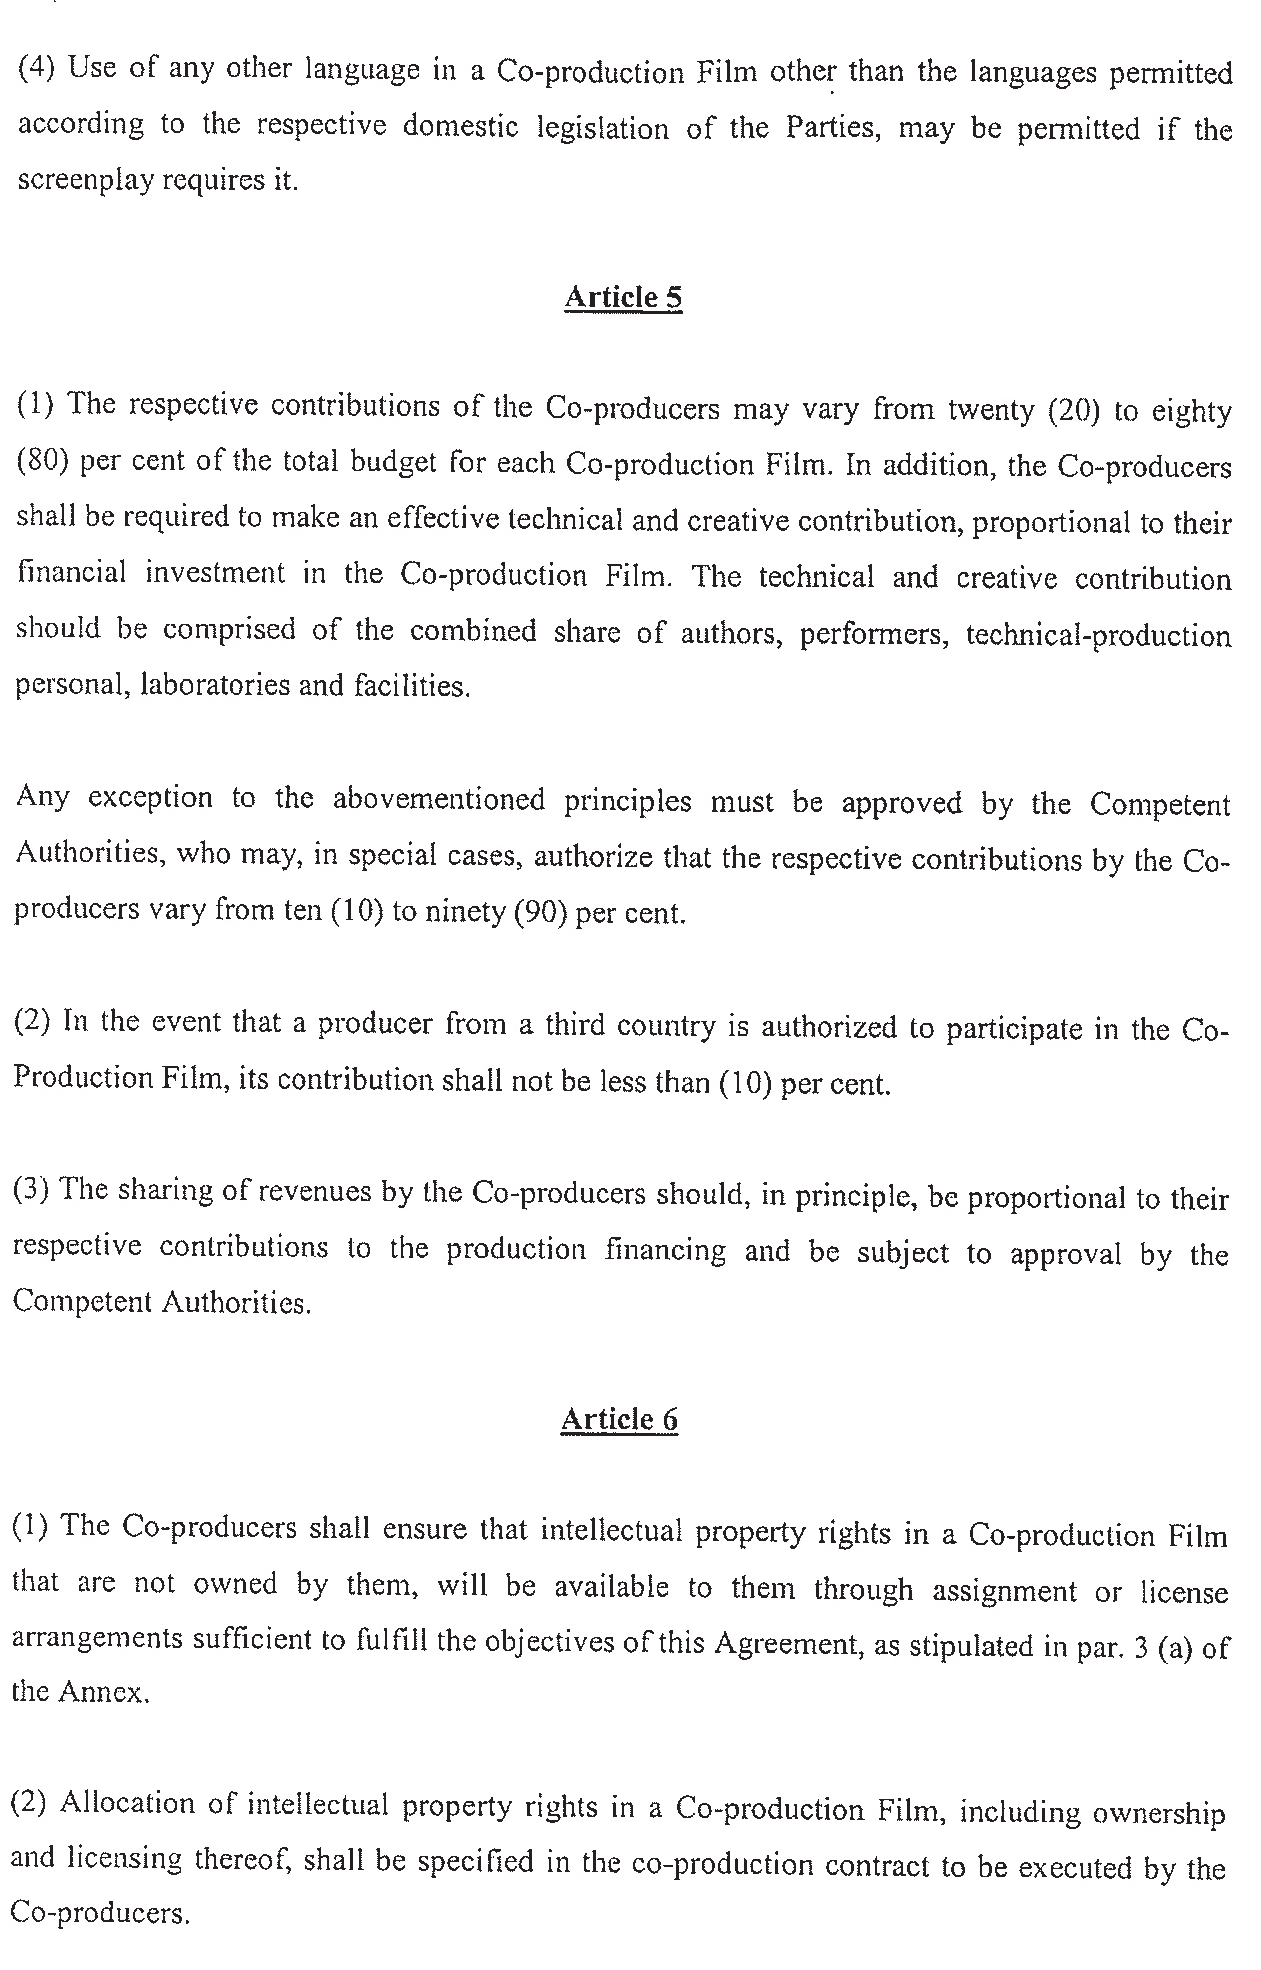 (4) Use of any other language in a Co-production Film other than the languages permitted
according to the respective domestic legislation of the Parties, may be permitted if the
screenplay requires it.
Article 5
(1) The respective contributions of the Co-producers may vary from twenty (20) to eighty
(80) per cent of the total budget for each Co-production Film. In addition, the Co-producers
shall be required to make an effective technical and creative contribution, proportional to their
financial investment in the Co-production Film. The technical and creative contribution
should be comprised of the combined share of authors, performers, technical-production
personal, laboratories and facilities.
Any exception to the abovementioned principles must be approved by the Competent
Authorities, who may, in special cases, authorize that the respective contributions by the Co-
producers vary from ten (10) to ninety (90) per cent.
(2) In the event that a producer from a third country is authorized to participate in the Co-
Production Film, its contribution shall not be less than (10) per cent.
(3) The sharing of revenues by the Co-producers should, in principle, be proportional to their
respective contributions to the production financing and be subject to approval by the
Competent Authorities.
Article 6
(1) The Co-producers shall ensure that intellectual property rights in a Co-production Film
that are not owned by them, will be available to them through assignment or license
arrangements sufficient to fulfill the objectives of this Agreement, as stipulated in par. 3 (a) of
the Annex.
(2) Allocation of intellectual property rights in a Co-production Film, including ownership
and licensing thereof, shall be specified in the co-production contract to be executed by the
Co-producers.